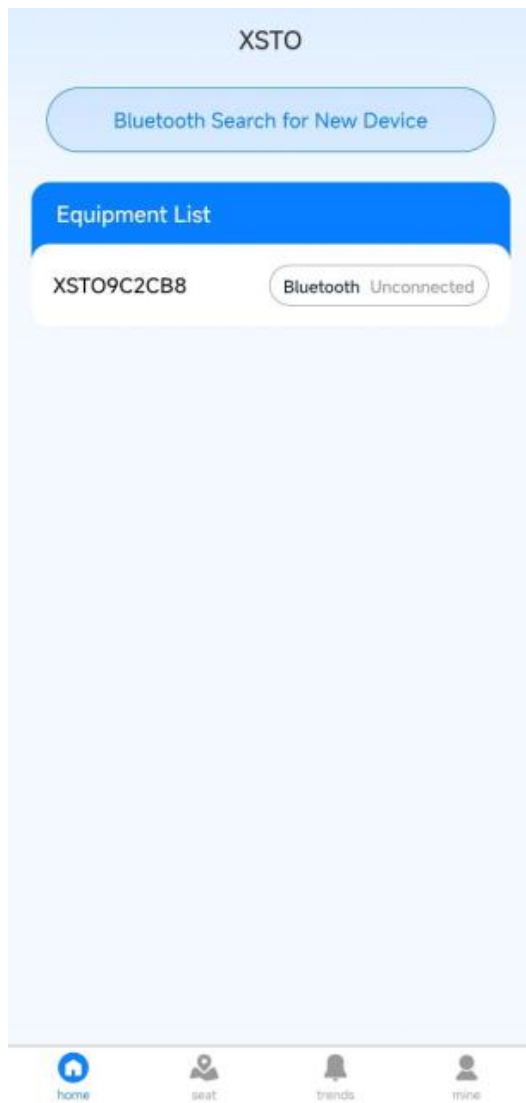 XSTO
Bluetooth Search for New Device
Equipment List
XSTO9C2CB8 Bluetooth Unconnected
home seat trends mine